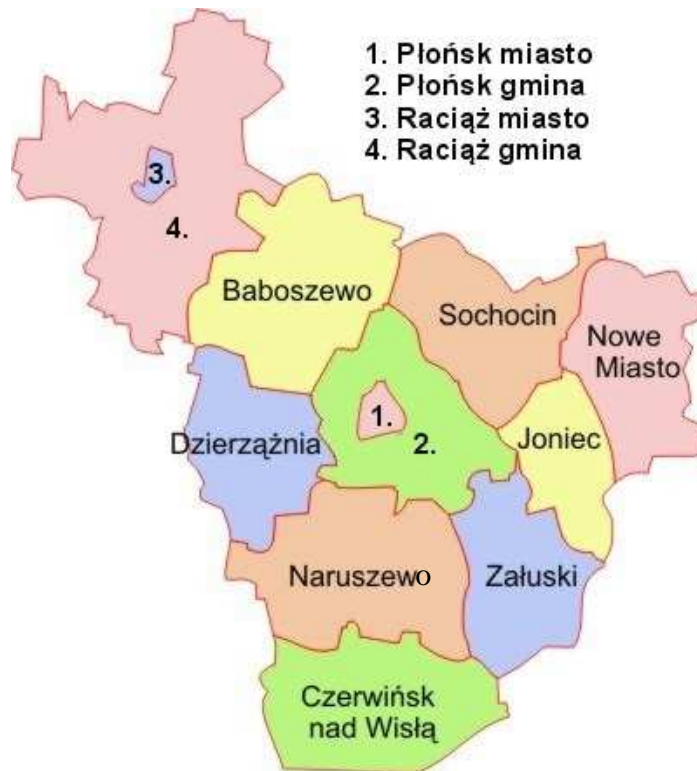 1. Płońsk miasto
2. Płońsk gmina
3. Raciąż miasto
4. Raciąż gmina
3.
4.
Baboszewo
Sochocin
Nowe
Miasto
1.
Dzierzążnia
2.
Joniec
Naruszewo
Załuski
Czerwińsk
nad Wisłą